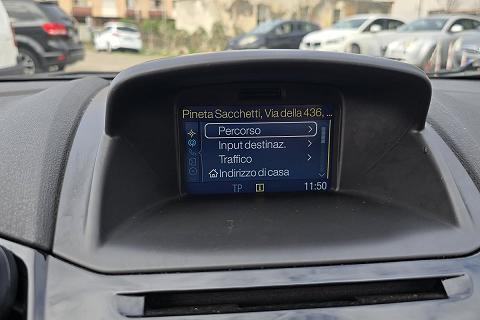 Pineta Sacchetti, Via della 436, ...
Percorso
Input destinaz.
Traffico
Indirizzo di casa
TP 11:50